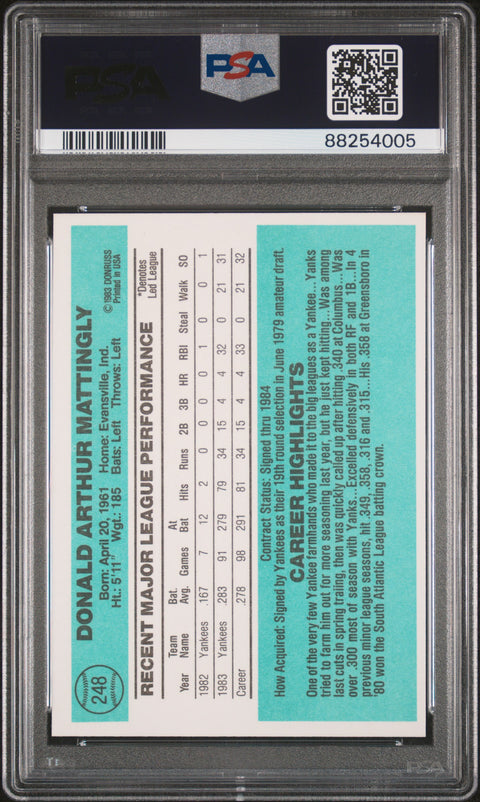 PSA
PSA
88254005
248
DONALD ARTHUR MATTINGLY
Born: April 20, 1961 Home: Evansville, Ind.
Ht.: 5'11" Wgt.: 185 Bats: Left Throws: Left
© 1983 DONRUSS
Printed in USA
RECENT MAJOR LEAGUE PERFORMANCE
*Denotes
Led League
Year Team Name Bat. Avg. Games At Bat Hits Runs 2B 3B HR RBI Steal Walk SO
1982 Yankees .167 7 12 2 0 0 0 0 1 0 0 1
1983 Yankees .283 91 279 79 34 15 4 4 32 0 21 31
Career .278 98 291 81 34 15 4 4 33 0 21 32
Contract Status: Signed thru 1984
How Acquired: Signed by Yankees as their 19th round selection in June 1979 amateur draft.
CAREER HIGHLIGHTS
One of the very few Yankee farmhands who made it to the big leagues as a Yankee...Yanks
tried to farm him out for more seasoning last year, but he just kept hitting...Was among
last cuts in spring training, then was quickly called up after hitting .340 at Columbus...Was
over .300 most of season with Yanks...Excelled defensively in both RF and 1B...In 4
previous minor league seasons, hit .349, .358, .316 and .315...His .358 at Greensboro in
'80 won the South Atlantic League batting crown.
PSA